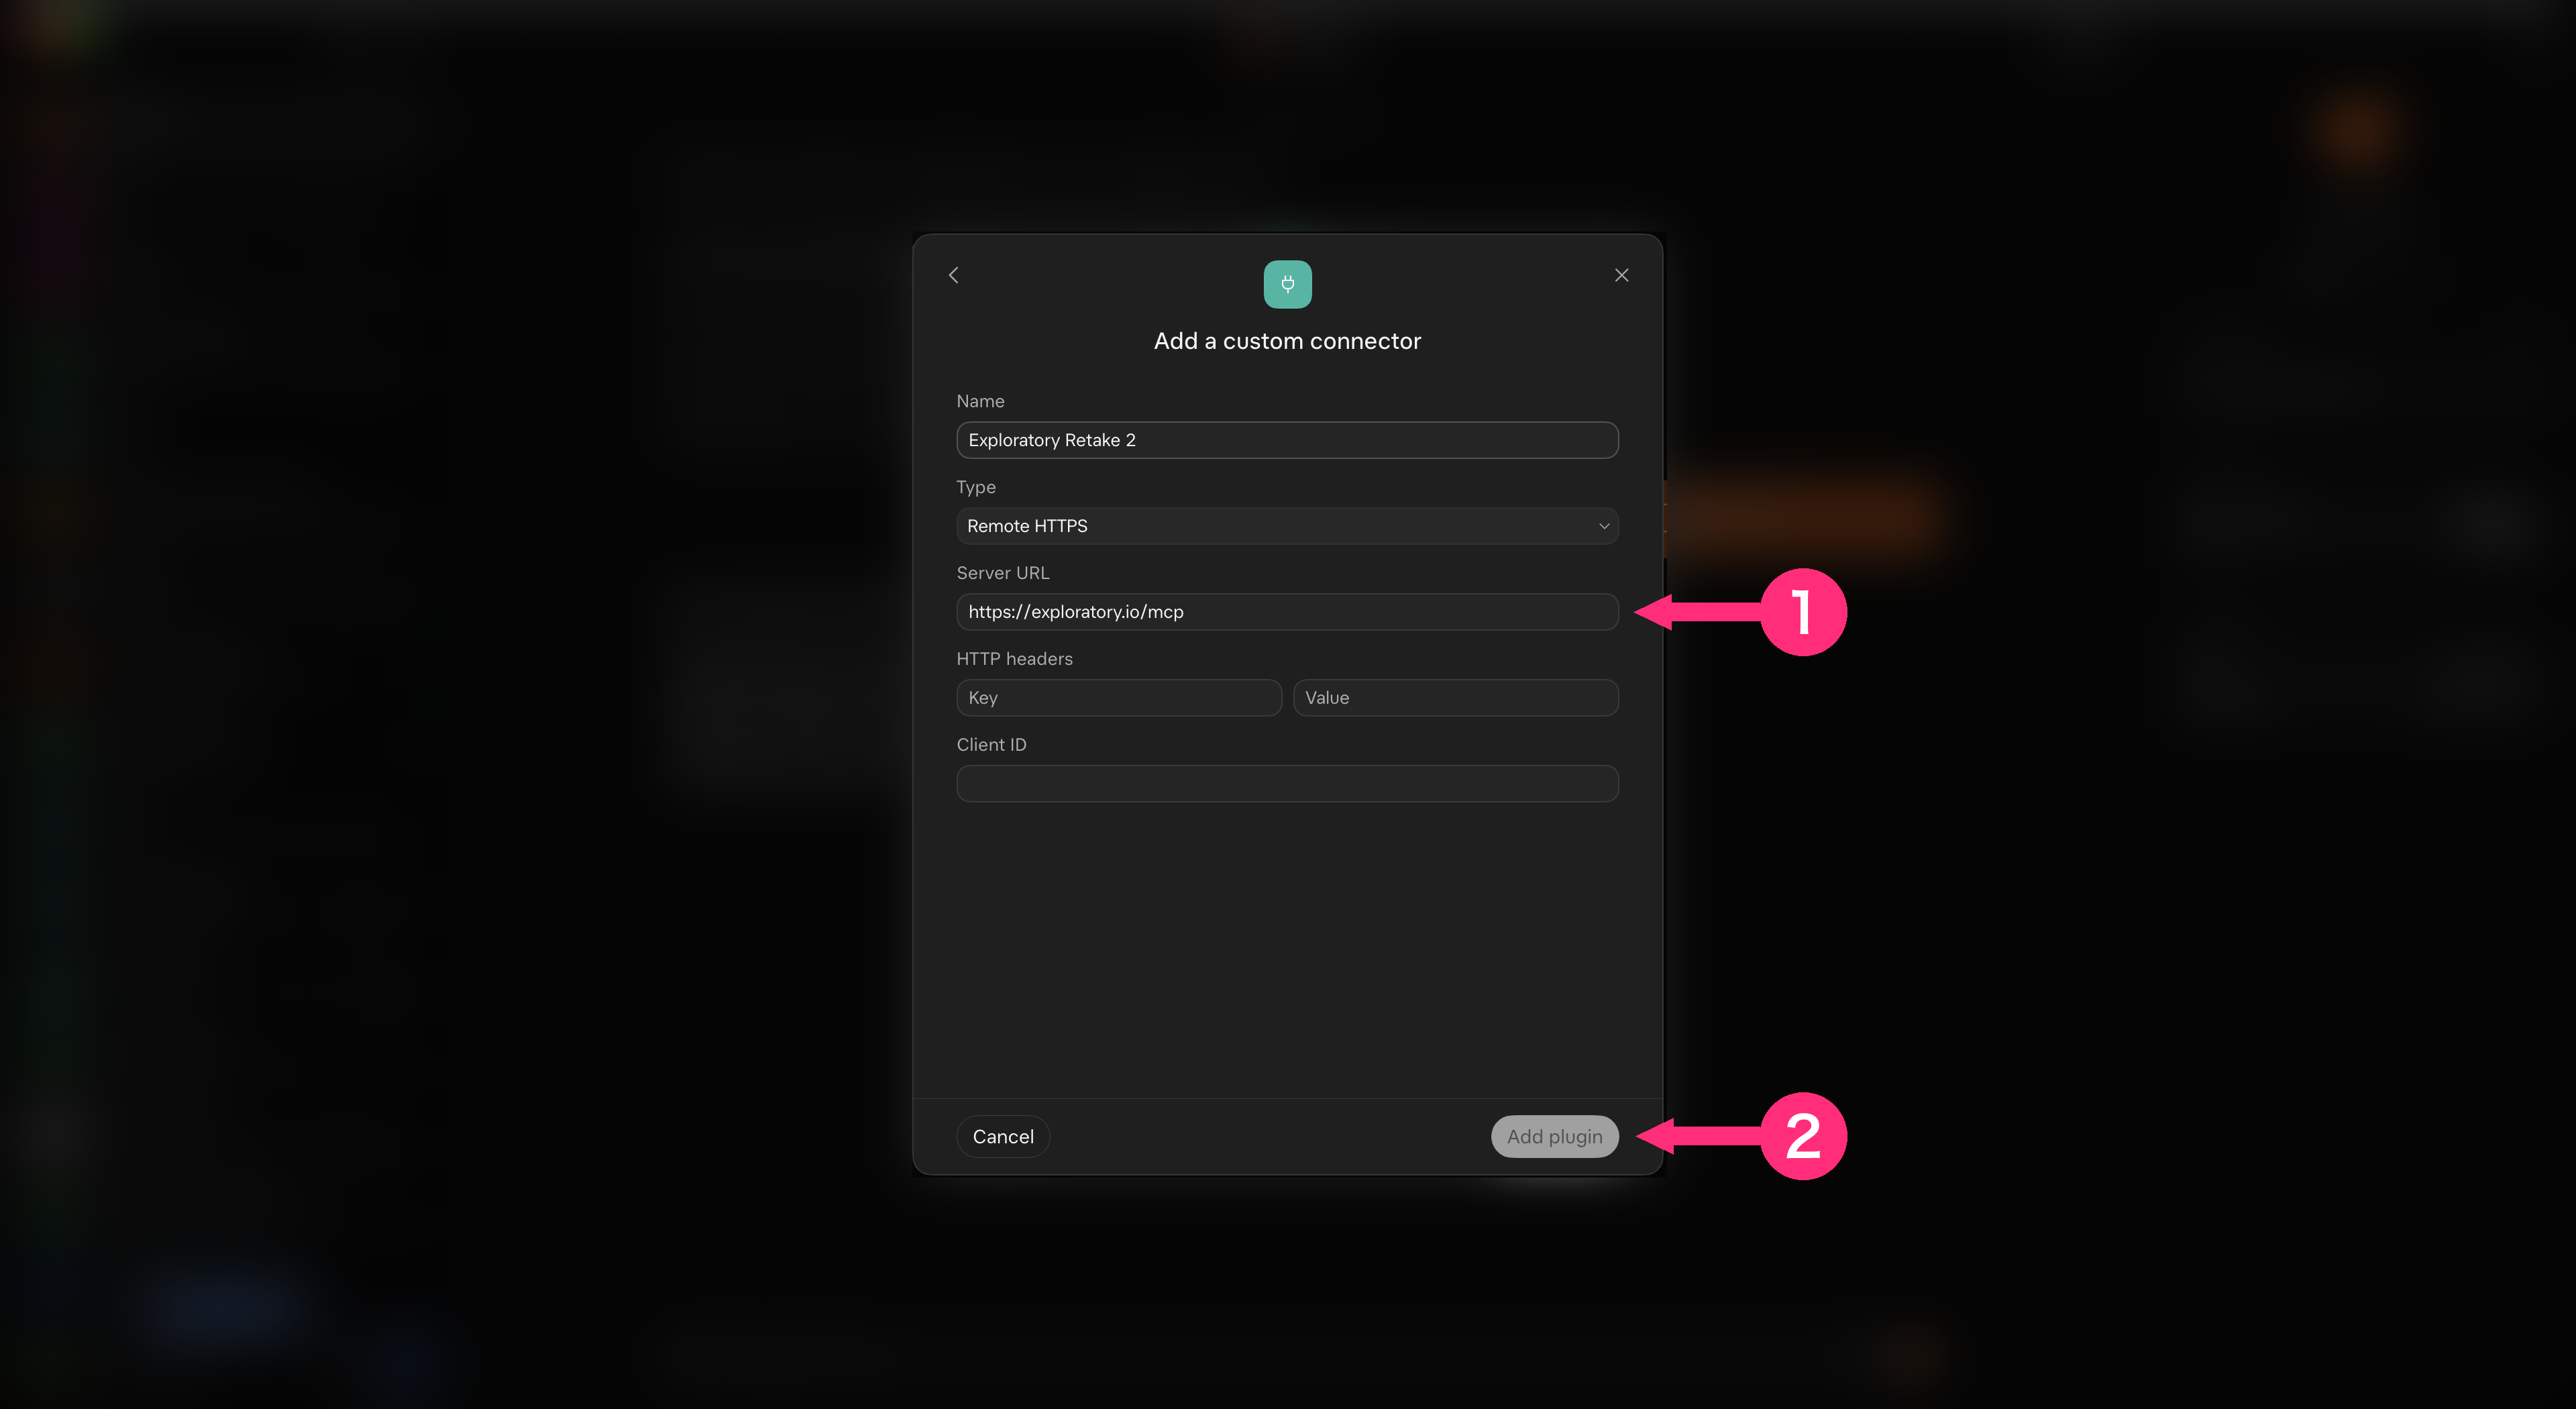 Add a custom connector
Name
Exploratory Retake 2
Type
Remote HTTPS
Server URL
https://exploratory.io/mcp
1
HTTP headers
Key Value
Client ID
Cancel Add plugin
2